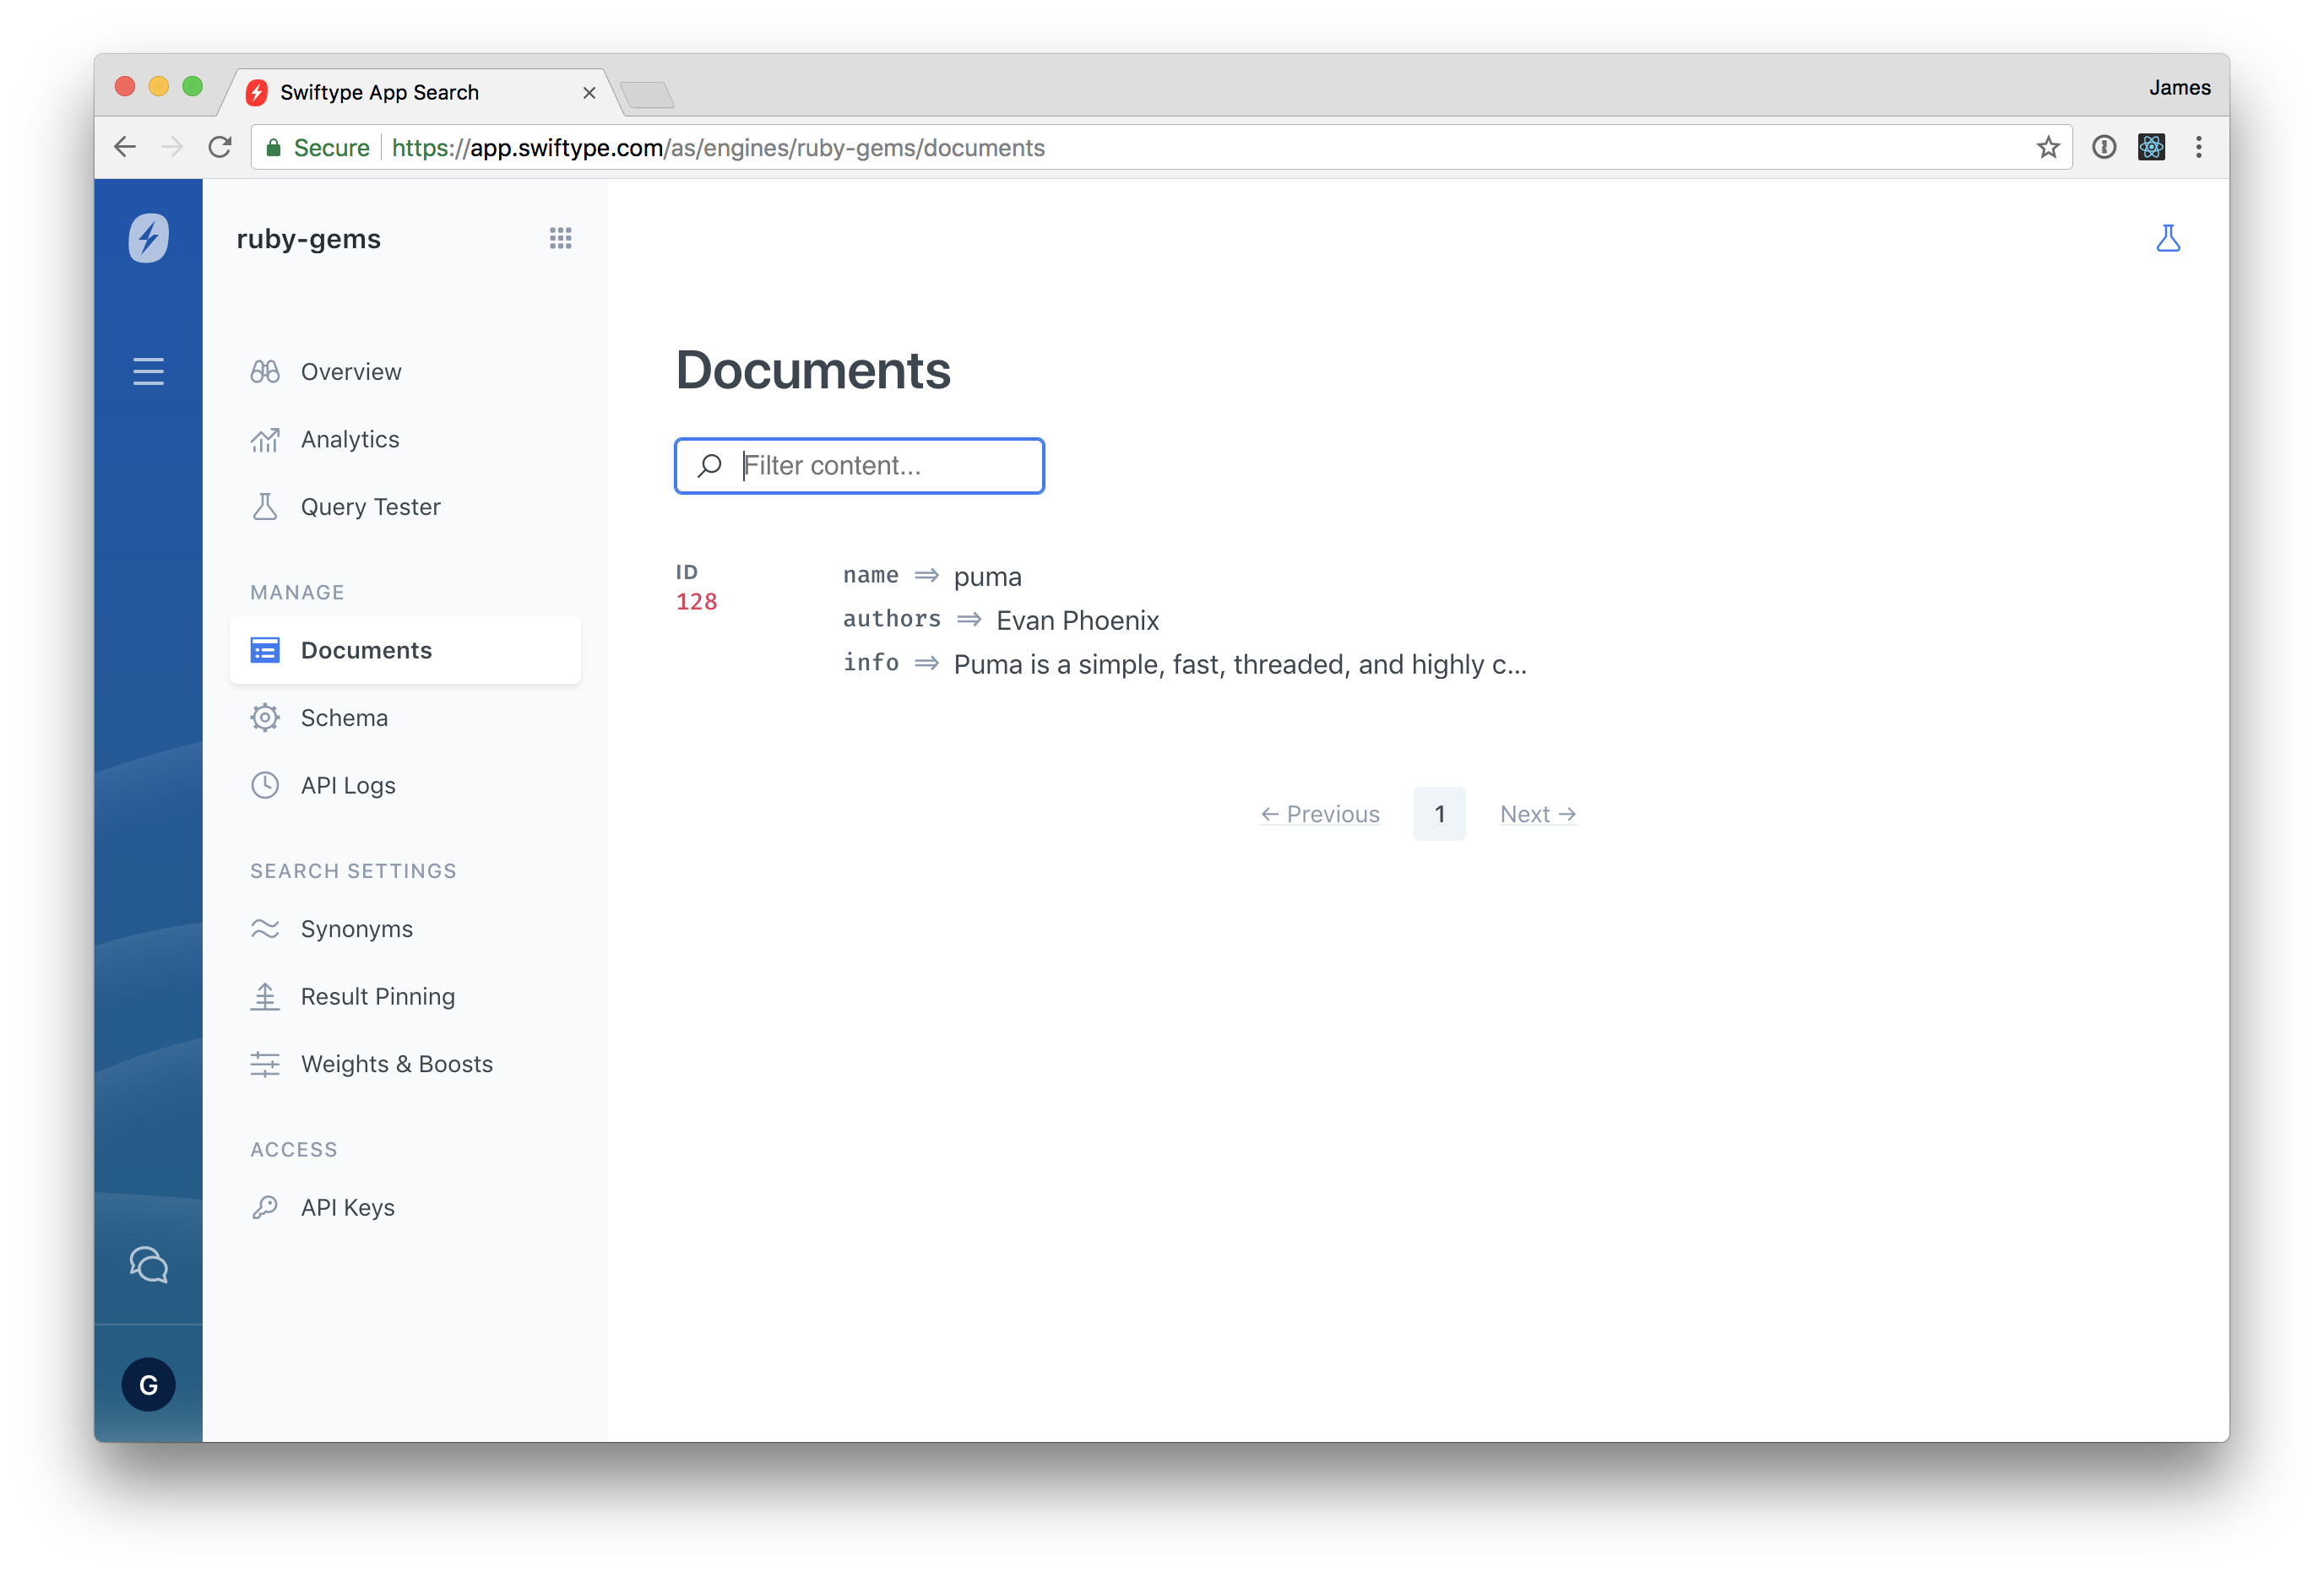 Swiftype App Search
James
Secure https://app.swiftype.com/as/engines/ruby-gems/documents
ruby-gems
Overview
Analytics
Query Tester
MANAGE
Documents
Schema
API Logs
SEARCH SETTINGS
Synonyms
Result Pinning
Weights & Boosts
ACCESS
API Keys
G
Documents
Filter content...
ID
128
name ⇒ puma
authors ⇒ Evan Phoenix
info ⇒ Puma is a simple, fast, threaded, and highly c...
← Previous 1 Next →